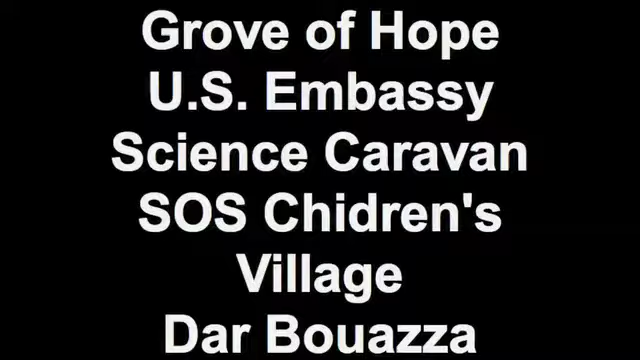 Grove of Hope
U.S. Embassy
Science Caravan
SOS Chidren's
Village
Dar Bouazza